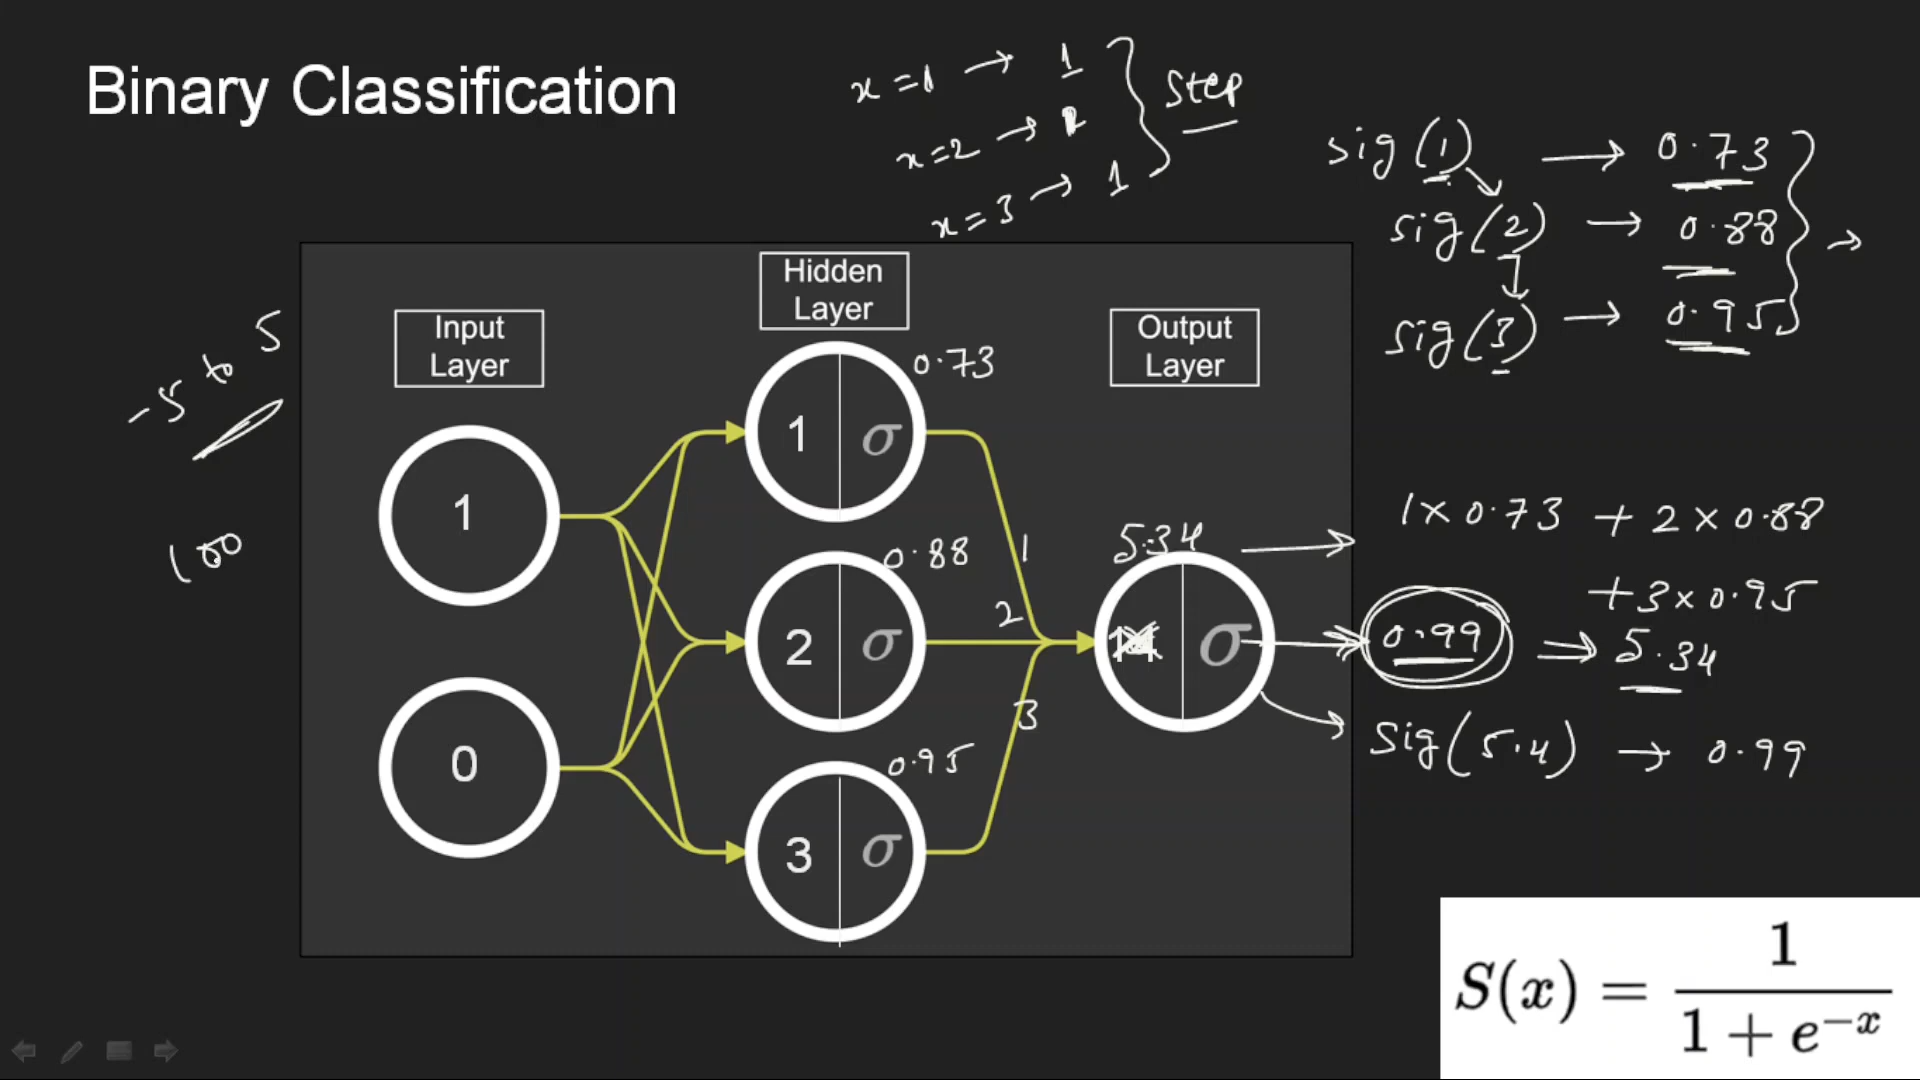 Binary Classification
x=1 → 1
x=2 → 1
x=3 → 1
Step
sig(1) → 0.73
sig(2) → 0.88
sig(3) → 0.95
→
-5 to 5
100
Input
Layer
Hidden
Layer
Output
Layer
1
0
1 σ
0.73
2 σ
0.88
3 σ
0.95
1
2
3
5.34
14 σ
1 x 0.73 + 2 x 0.88
+ 3 x 0.95
0.99 ⇒ 5.34
Sig(5.4) → 0.99
S(x) = 1 / (1 + e^{-x})